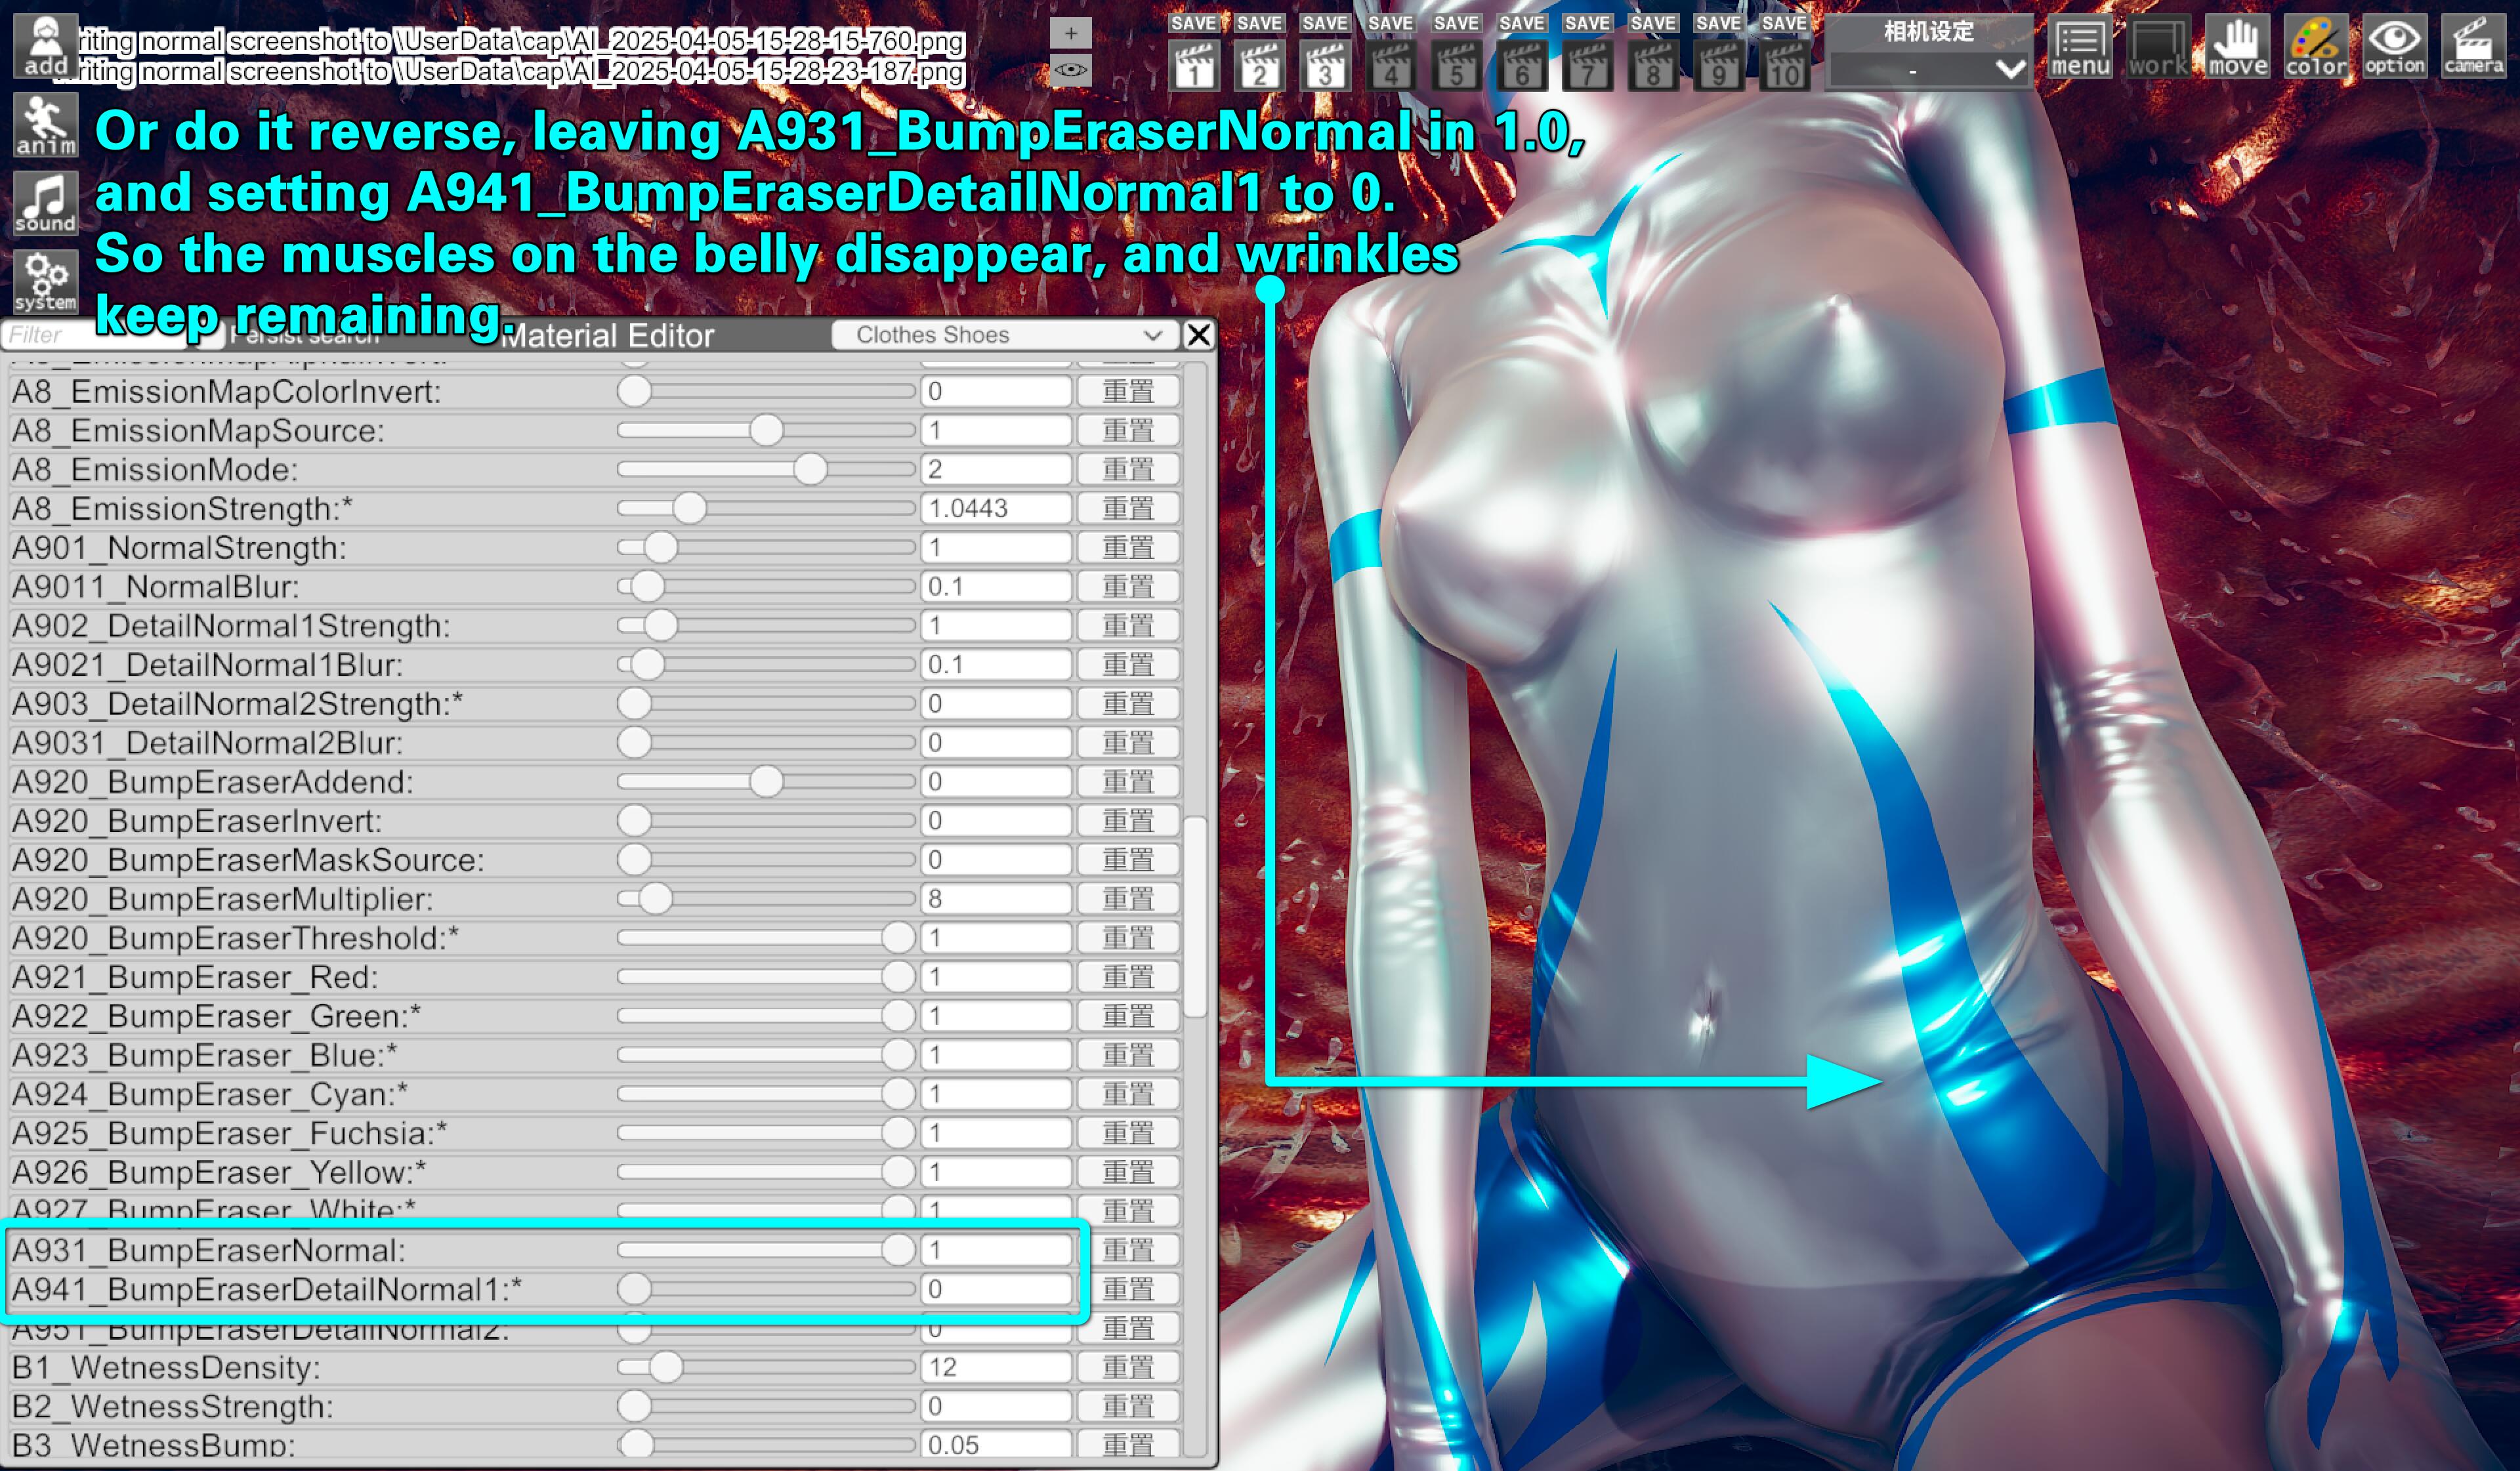 riting normal screenshot to \UserData\cap\AI_2025-04-05-15-28-15-760.png
riting normal screenshot to \UserData\cap\AI_2025-04-05-15-28-23-187.png
+
SAVE SAVE SAVE SAVE SAVE SAVE SAVE SAVE SAVE SAVE
1 2 3 4 5 6 7 8 9 10
相机设定
-
menu work move color option camera
add
anim
sound
system
Or do it reverse, leaving A931_BumpEraserNormal in 1.0,
and setting A941_BumpEraserDetailNormal1 to 0.
So the muscles on the belly disappear, and wrinkles
keep remaining.
Filter Persist search Material Editor Clothes Shoes X
A8_EmissionMapColorInvert: 0 重置
A8_EmissionMapSource: 1 重置
A8_EmissionMode: 2 重置
A8_EmissionStrength:* 1.0443 重置
A901_NormalStrength: 1 重置
A9011_NormalBlur: 0.1 重置
A902_DetailNormal1Strength: 1 重置
A9021_DetailNormal1Blur: 0.1 重置
A903_DetailNormal2Strength:* 0 重置
A9031_DetailNormal2Blur: 0 重置
A920_BumpEraserAddend: 0 重置
A920_BumpEraserInvert: 0 重置
A920_BumpEraserMaskSource: 0 重置
A920_BumpEraserMultiplier: 8 重置
A920_BumpEraserThreshold:* 1 重置
A921_BumpEraser_Red: 1 重置
A922_BumpEraser_Green:* 1 重置
A923_BumpEraser_Blue:* 1 重置
A924_BumpEraser_Cyan:* 1 重置
A925_BumpEraser_Fuchsia:* 1 重置
A926_BumpEraser_Yellow:* 1 重置
A927_BumpEraser_White:* 1 重置
A931_BumpEraserNormal: 1 重置
A941_BumpEraserDetailNormal1:* 0 重置
A951_BumpEraserDetailNormal2: 0 重置
B1_WetnessDensity: 12 重置
B2_WetnessStrength: 0 重置
B3_WetnessBump: 0.05 重置